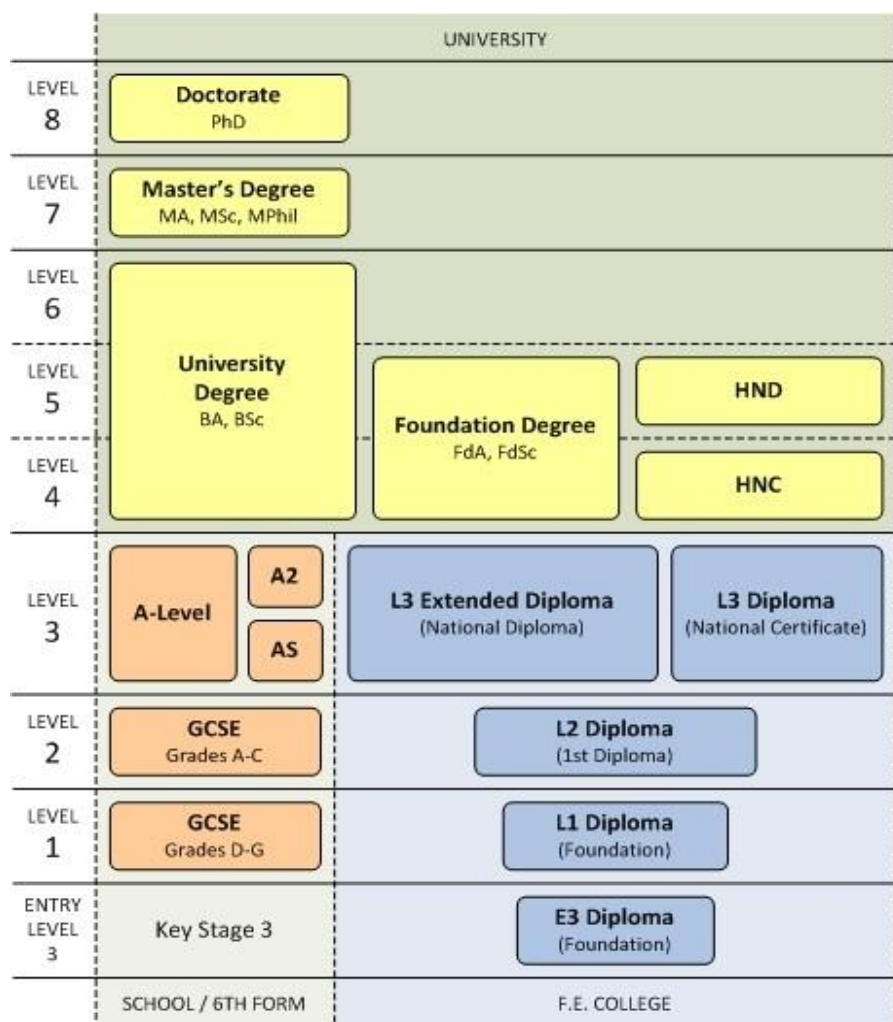 UNIVERSITY
LEVEL
8
Doctorate
PhD
LEVEL
7
Master's Degree
MA, MSc, MPhil
LEVEL
6
LEVEL
5
LEVEL
4
University
Degree
BA, BSc
Foundation Degree
FdA, FdSc
HND
HNC
LEVEL
3
A-Level
A2
AS
L3 Extended Diploma
(National Diploma)
L3 Diploma
(National Certificate)
LEVEL
2
GCSE
Grades A-C
L2 Diploma
(1st Diploma)
LEVEL
1
GCSE
Grades D-G
L1 Diploma
(Foundation)
ENTRY
LEVEL
3
Key Stage 3
E3 Diploma
(Foundation)
SCHOOL / 6TH FORM
F.E. COLLEGE